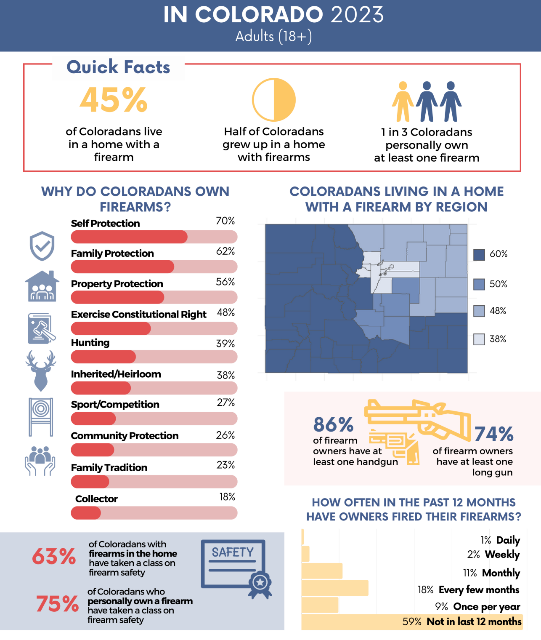 IN COLORADO 2023
Adults (18+)
Quick Facts
45%
of Coloradans live
in a home with a
firearm
Half of Coloradans
grew up in a home
with firearms
1 in 3 Coloradans
personally own
at least one firearm
WHY DO COLORADANS OWN
FIREARMS?
Self Protection 70%
Family Protection 62%
Property Protection 56%
Exercise Constitutional Right 48%
Hunting 39%
Inherited/Heirloom 38%
Sport/Competition 27%
Community Protection 26%
Family Tradition 23%
Collector 18%
COLORADANS LIVING IN A HOME
WITH A FIREARM BY REGION
60%
50%
48%
38%
86%
of firearm
owners have at
least one handgun
74%
of firearm owners
have at least one
long gun
63%
of Coloradans with
firearms in the home
have taken a class on
firearm safety
75%
of Coloradans who
personally own a firearm
have taken a class on
firearm safety
SAFETY
HOW OFTEN IN THE PAST 12 MONTHS
HAVE OWNERS FIRED THEIR FIREARMS?
1% Daily
2% Weekly
11% Monthly
18% Every few months
9% Once per year
59% Not in last 12 months